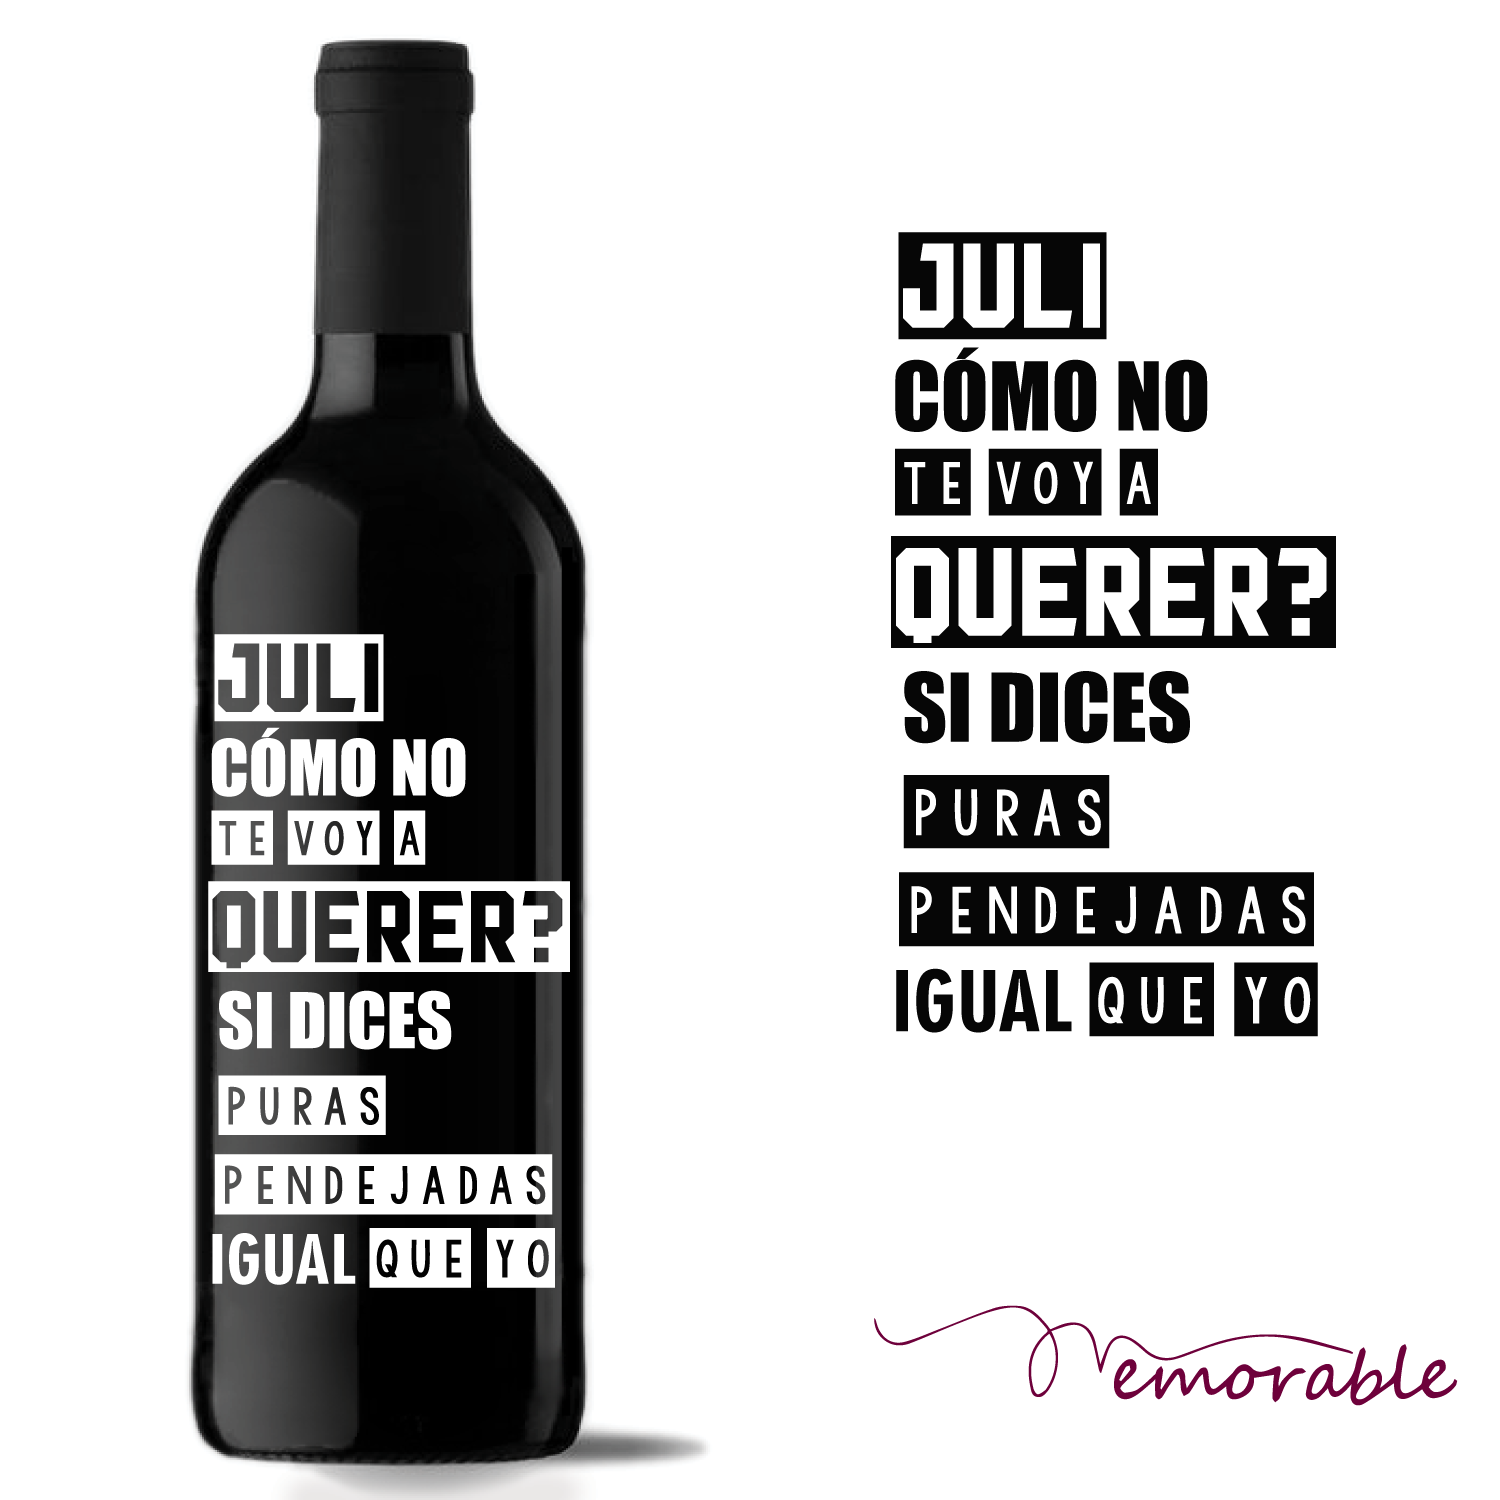 JULI
CÓMO NO
TE VOY A
QUERER?
SI DICES
PURAS
PENDEJADAS
IGUAL QUE YO
JULI
CÓMO NO
TE VOY A
QUERER?
SI DICES
PURAS
PENDEJADAS
IGUAL QUE YO
Memorable